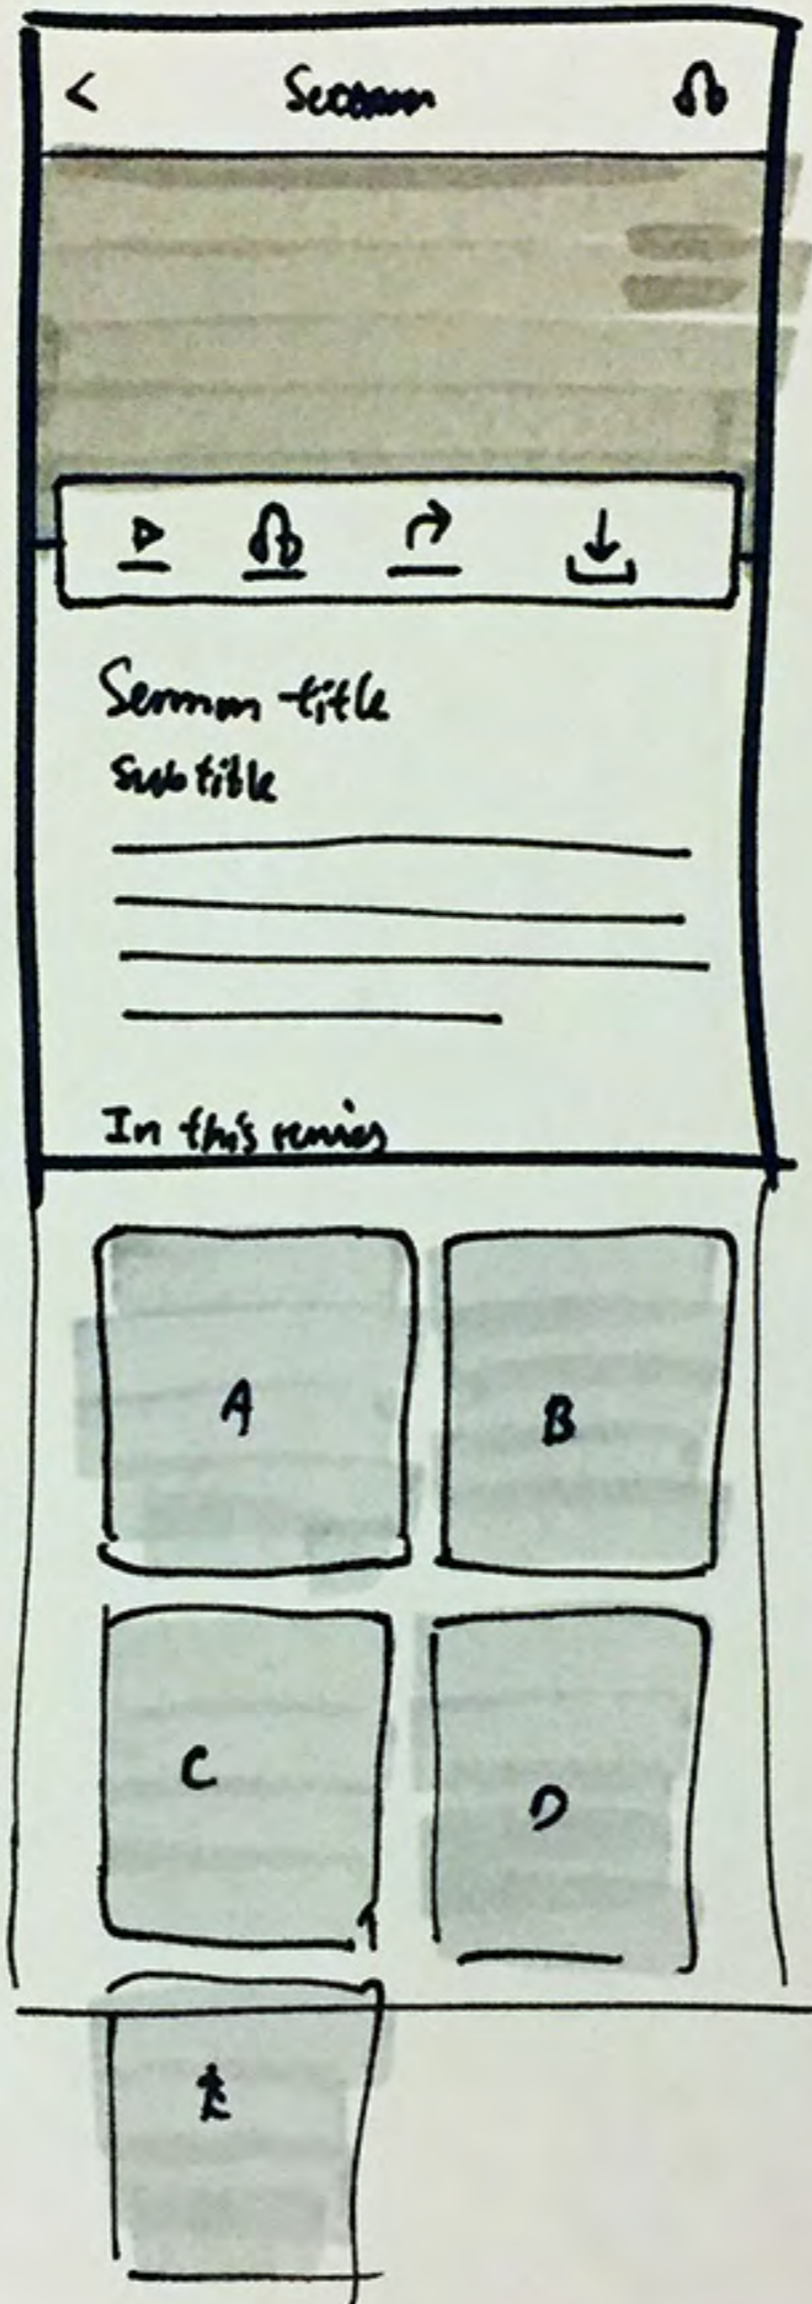 < Sermon
Sermon title
Subtitle
In this series
A B
C D
E